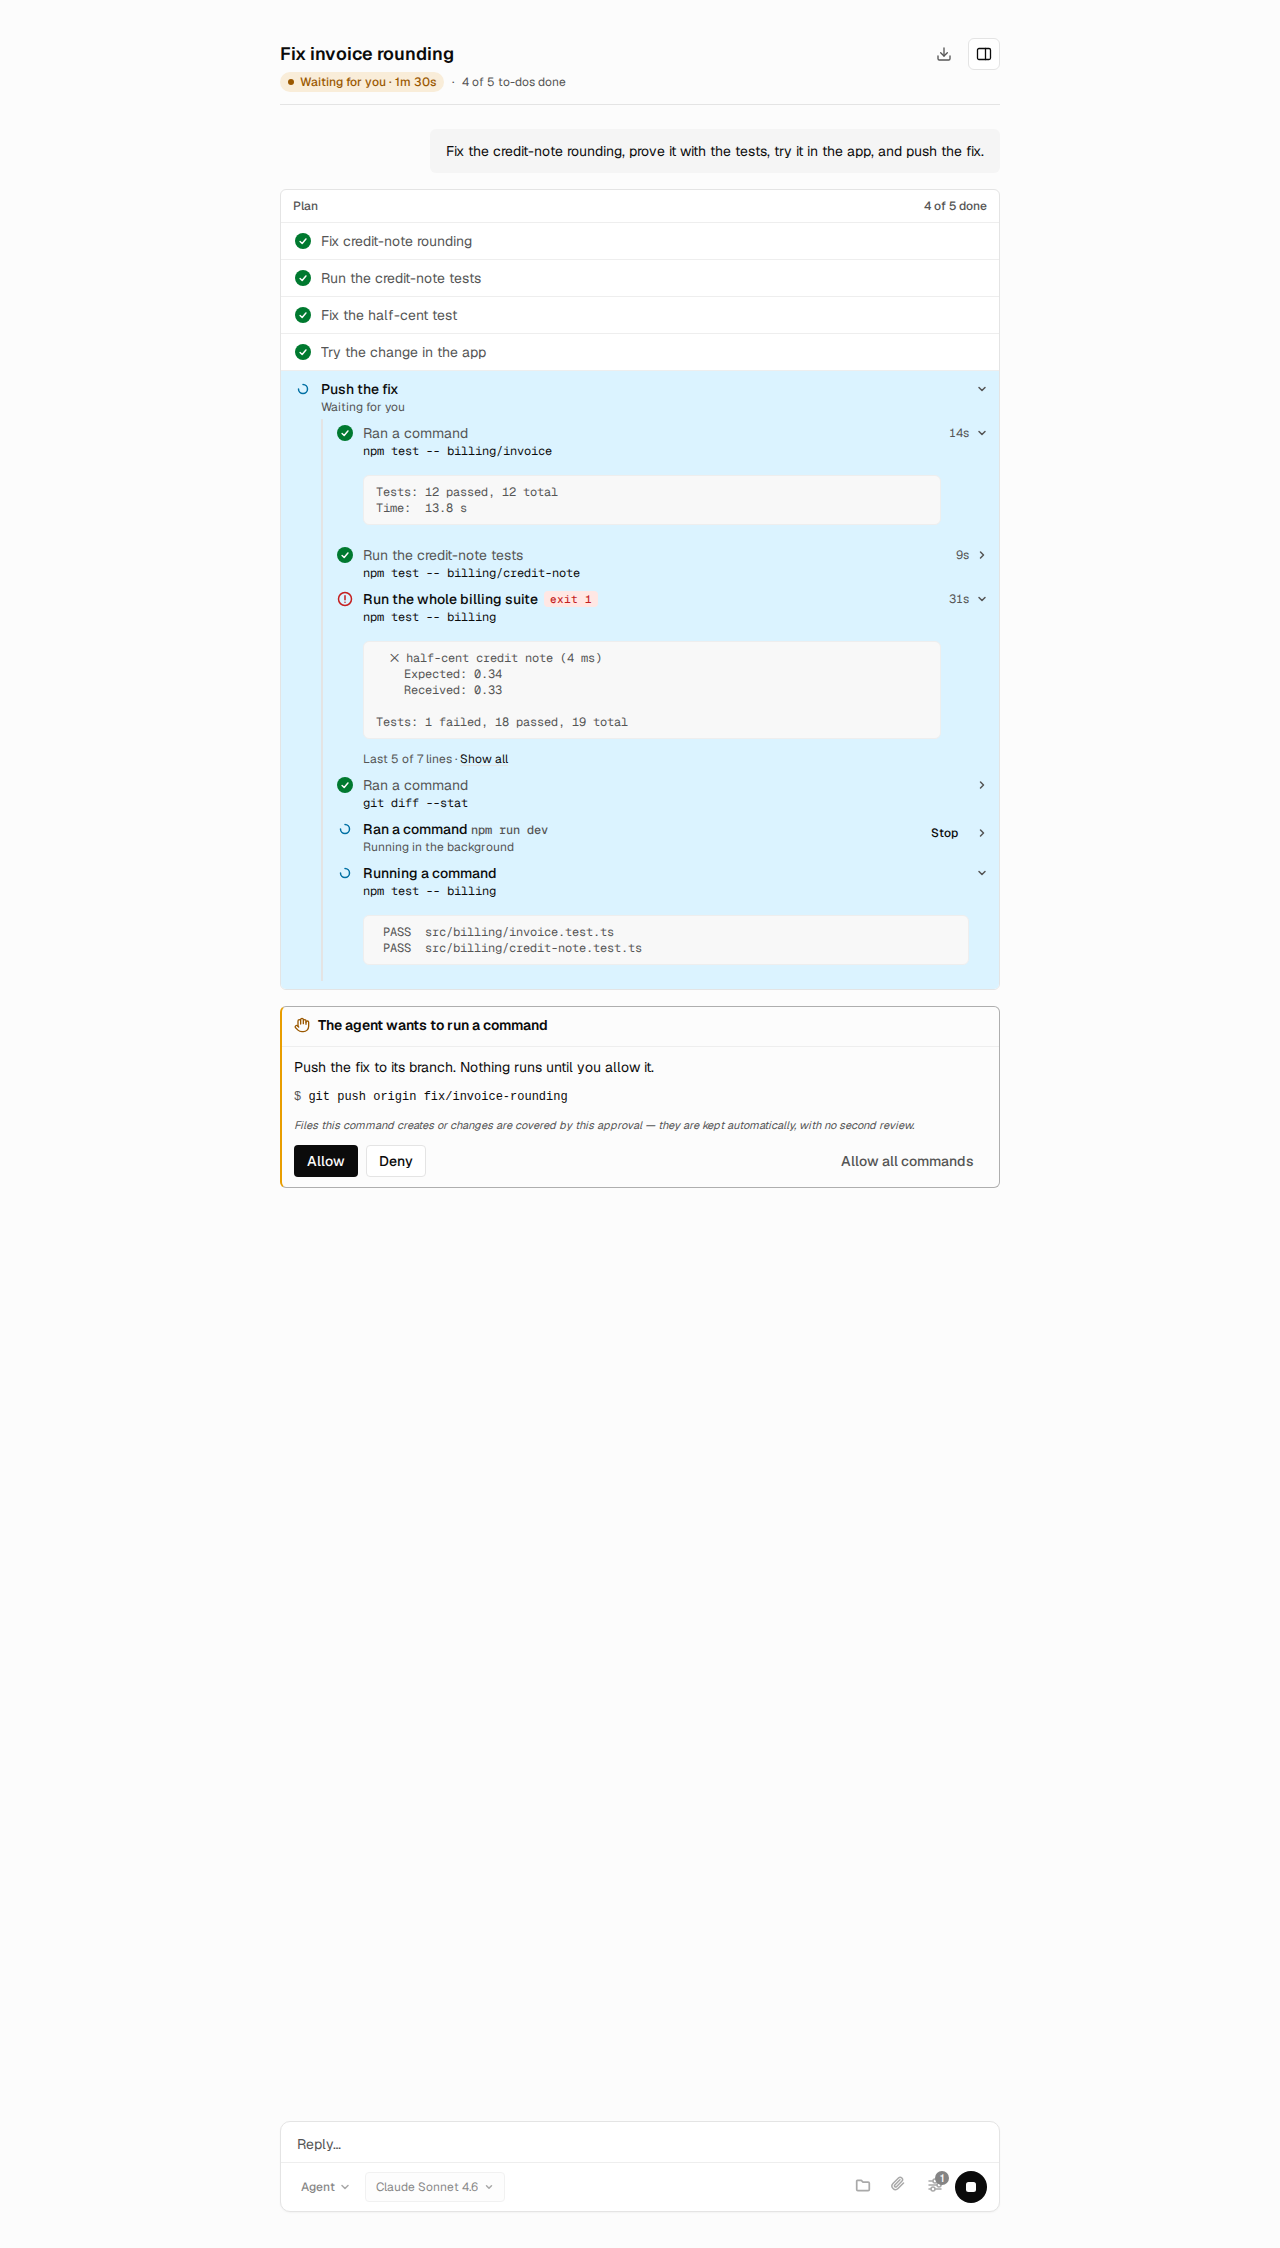 Fix invoice rounding
Waiting for you · 1m 30s · 4 of 5 to-dos done
Fix the credit-note rounding, prove it with the tests, try it in the app, and push the fix.
Plan 4 of 5 done
Fix credit-note rounding
Run the credit-note tests
Fix the half-cent test
Try the change in the app
Push the fix
Waiting for you
Ran a command 14s
npm test -- billing/invoice
Tests: 12 passed, 12 total
Time:  13.8 s
Run the credit-note tests 9s
npm test -- billing/credit-note
Run the whole billing suite exit 1 31s
npm test -- billing
✕ half-cent credit note (4 ms)
Expected: 0.34
Received: 0.33
Tests: 1 failed, 18 passed, 19 total
Last 5 of 7 lines · Show all
Ran a command
git diff --stat
Ran a command npm run dev Stop
Running in the background
Running a command
npm test -- billing
PASS  src/billing/invoice.test.ts
PASS  src/billing/credit-note.test.ts
The agent wants to run a command
Push the fix to its branch. Nothing runs until you allow it.
$ git push origin fix/invoice-rounding
Files this command creates or changes are covered by this approval — they are kept automatically, with no second review.
Allow Deny Allow all commands
Reply…
Agent Claude Sonnet 4.6 1